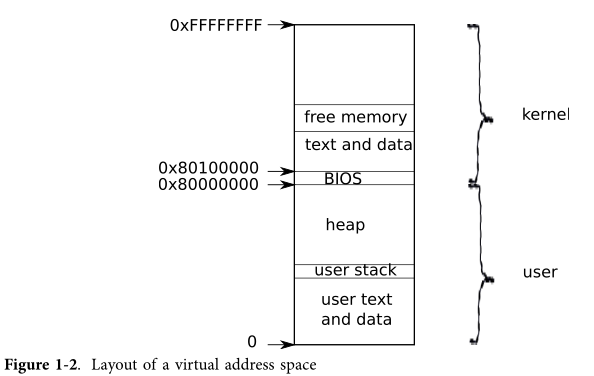 0xFFFFFFFF
free memory
kernel
text and data
0x80100000
BIOS
0x80000000
heap
user stack
user
user text
and data
0
Figure 1-2. Layout of a virtual address space